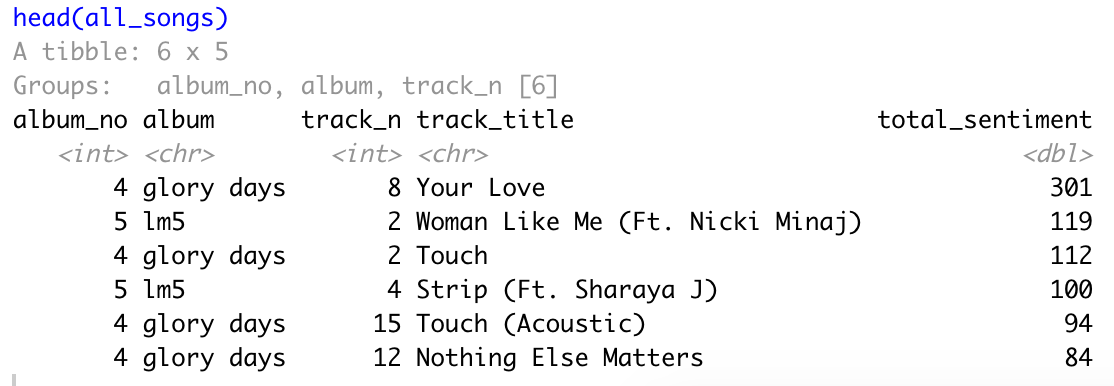 head(all_songs)
A tibble: 6 x 5
Groups:   album_no, album, track_n [6]
album_no album      track_n track_title                     total_sentiment
   <int> <chr>        <int> <chr>                                     <dbl>
       4 glory days       8 Your Love                                   301
       5 lm5              2 Woman Like Me (Ft. Nicki Minaj)             119
       4 glory days       2 Touch                                       112
       5 lm5              4 Strip (Ft. Sharaya J)                       100
       4 glory days      15 Touch (Acoustic)                             94
       4 glory days      12 Nothing Else Matters                         84